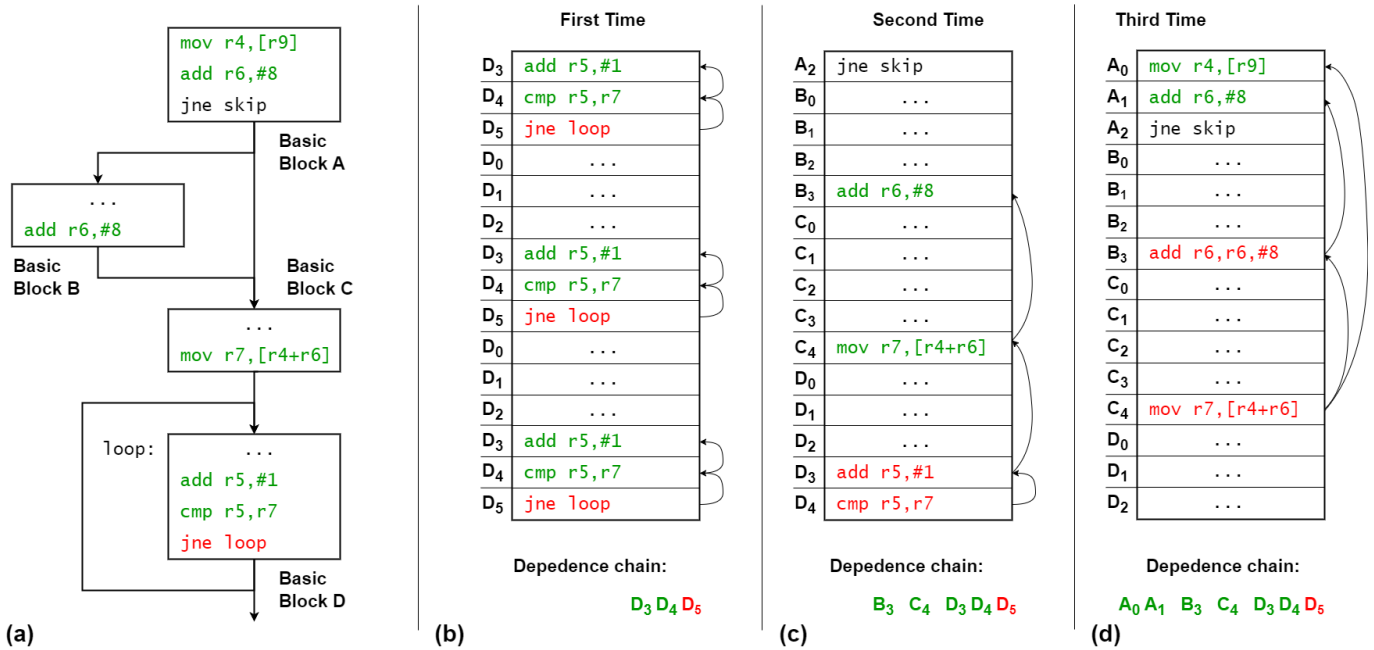 mov r4,[r9]
add r6,#8
jne skip
Basic
Block A
...
add r6,#8
Basic
Block B
Basic
Block C
...
mov r7,[r4+r6]
loop:
...
add r5,#1
cmp r5,r7
jne loop
Basic
Block D
(a)
First Time
D3 add r5,#1
D4 cmp r5,r7
D5 jne loop
D0 ...
D1 ...
D2 ...
D3 add r5,#1
D4 cmp r5,r7
D5 jne loop
D0 ...
D1 ...
D2 ...
D3 add r5,#1
D4 cmp r5,r7
D5 jne loop
Depedence chain:
D3 D4 D5
(b)
Second Time
A2 jne skip
B0 ...
B1 ...
B2 ...
B3 add r6,#8
C0 ...
C1 ...
C2 ...
C3 ...
C4 mov r7,[r4+r6]
D0 ...
D1 ...
D2 ...
D3 add r5,#1
D4 cmp r5,r7
Depedence chain:
B3 C4 D3 D4 D5
(c)
Third Time
A0 mov r4,[r9]
A1 add r6,#8
A2 jne skip
B0 ...
B1 ...
B2 ...
B3 add r6,r6,#8
C0 ...
C1 ...
C2 ...
C3 ...
C4 mov r7,[r4+r6]
D0 ...
D1 ...
D2 ...
Depedence chain:
A0 A1 B3 C4 D3 D4 D5
(d)